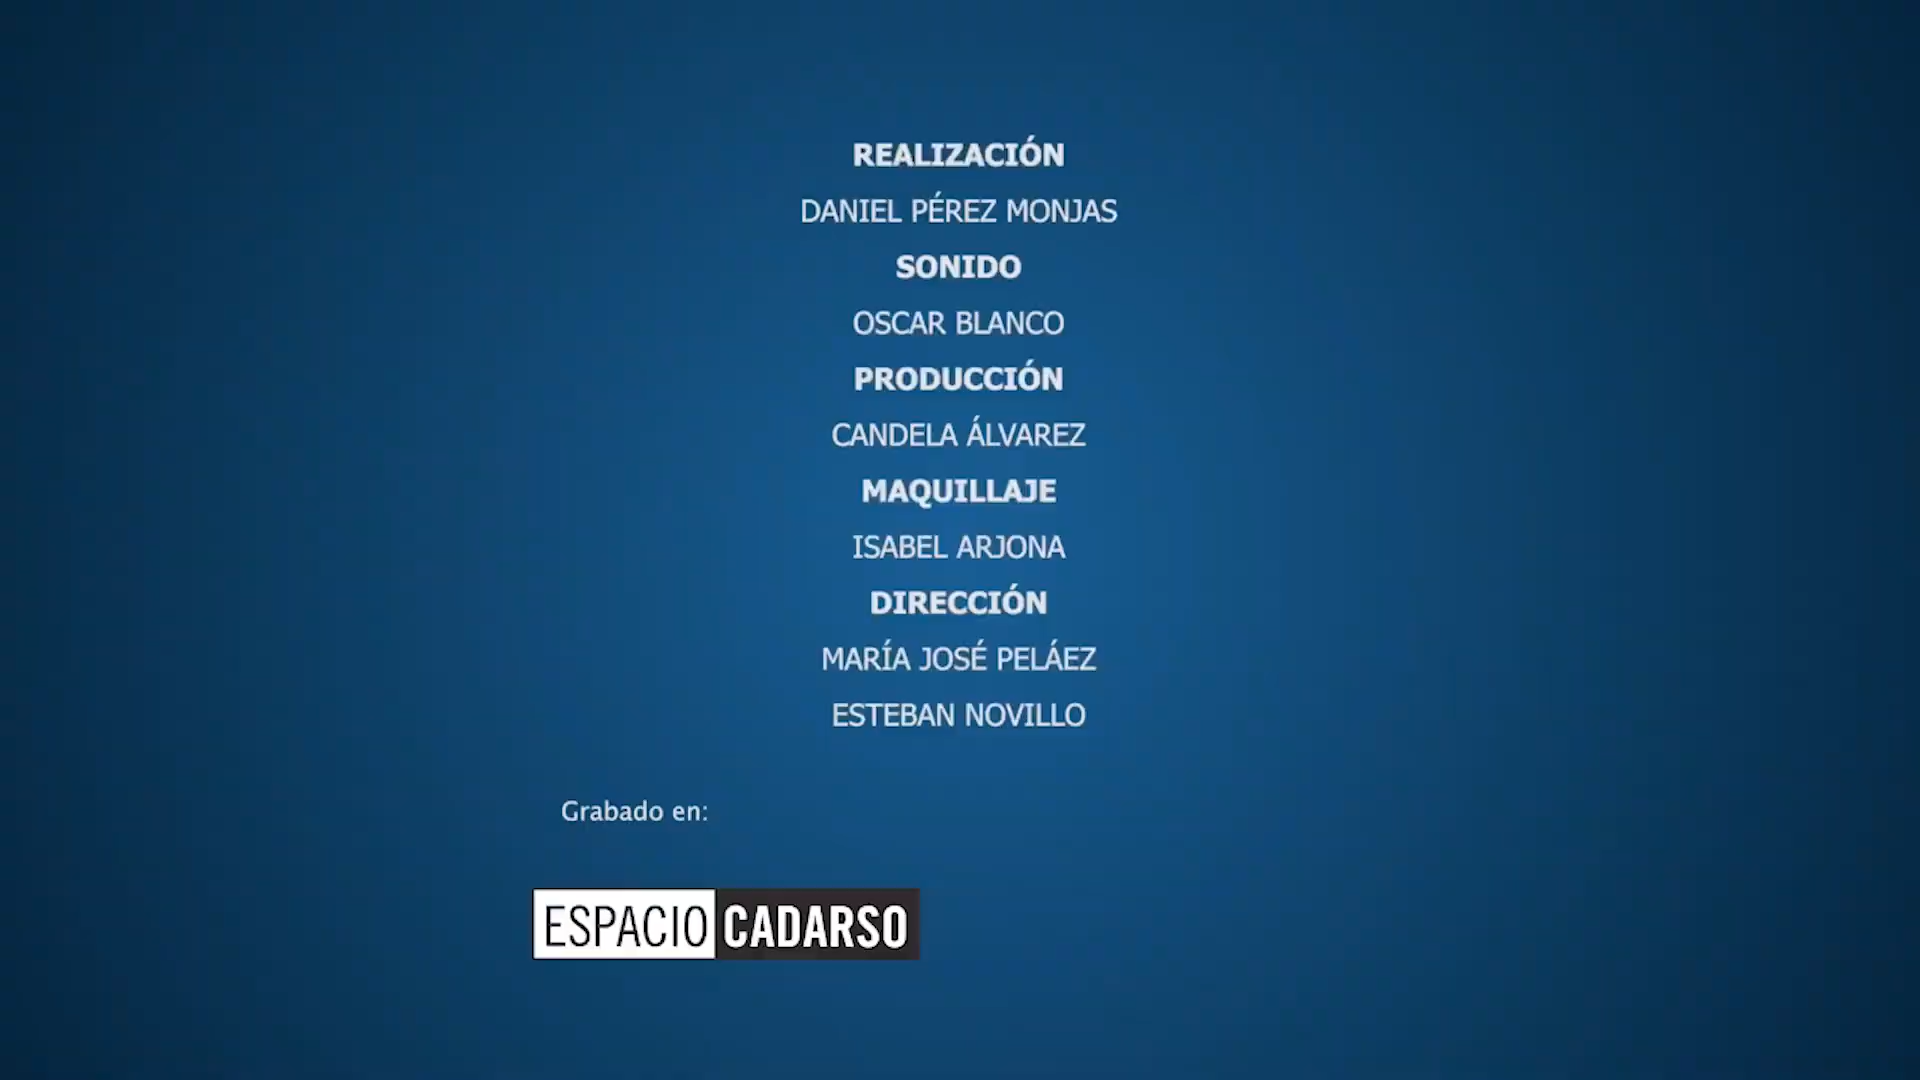 REALIZACIÓN
DANIEL PÉREZ MONJAS
SONIDO
OSCAR BLANCO
PRODUCCIÓN
CANDELA ÁLVAREZ
MAQUILLAJE
ISABEL ARJONA
DIRECCIÓN
MARÍA JOSÉ PELÁEZ
ESTEBAN NOVILLO
Grabado en:
ESPACIO CADARSO